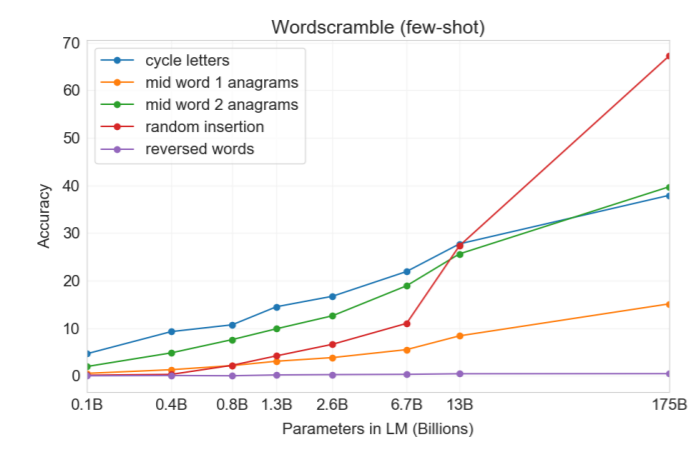 Wordscramble (few-shot)
70
60
50
40
30
20
10
0
Accuracy
cycle letters
mid word 1 anagrams
mid word 2 anagrams
random insertion
reversed words
0.1B 0.4B 0.8B 1.3B 2.6B 6.7B 13B 175B
Parameters in LM (Billions)